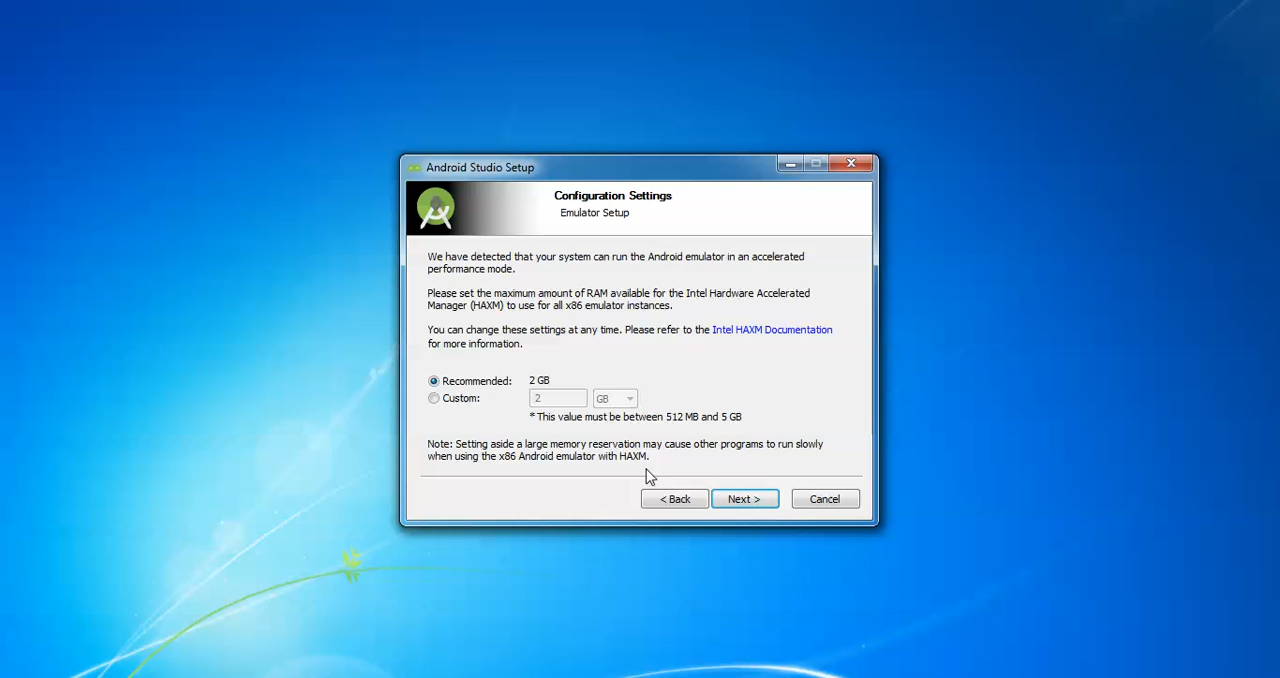 Android Studio Setup
Configuration Settings
Emulator Setup
We have detected that your system can run the Android emulator in an accelerated
performance mode.
Please set the maximum amount of RAM available for the Intel Hardware Accelerated
Manager (HAXM) to use for all x86 emulator instances.
You can change these settings at any time. Please refer to the Intel HAXM Documentation
for more information.
Recommended: 2 GB
Custom: 2 GB
* This value must be between 512 MB and 5 GB
Note: Setting aside a large memory reservation may cause other programs to run slowly
when using the x86 Android emulator with HAXM.
< Back Next > Cancel